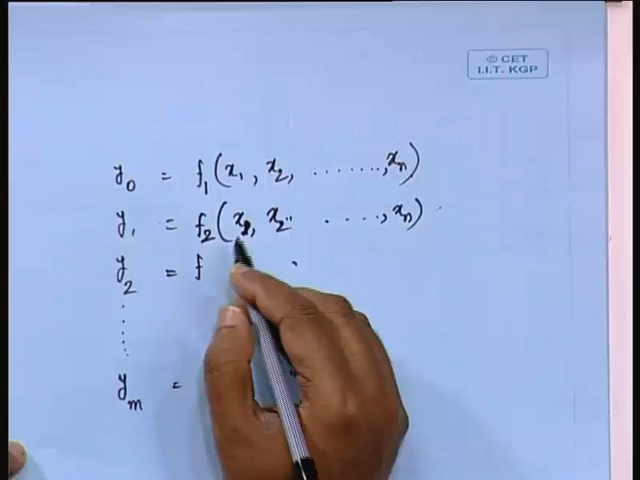 © CET
I.I.T. KGP
y₀ = f₁(x₁, x₂, ......., xₙ)
y₁ = f₂(x₁, x₂, ....., xₙ)
y₂ = f
⋮
yₘ =